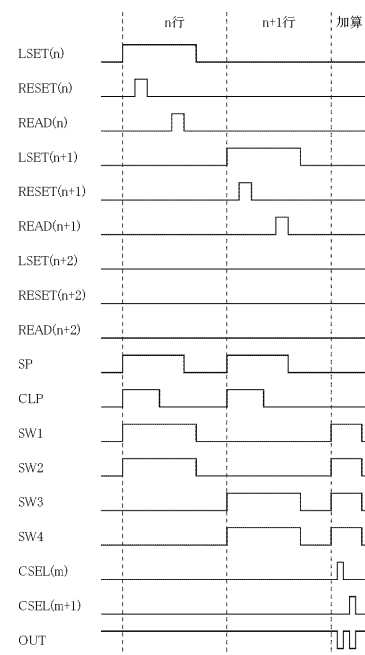 n行 n+1行 加算
LSET(n)
RESET(n)
READ(n)
LSET(n+1)
RESET(n+1)
READ(n+1)
LSET(n+2)
RESET(n+2)
READ(n+2)
SP
CLP
SW1
SW2
SW3
SW4
CSEL(m)
CSEL(m+1)
OUT